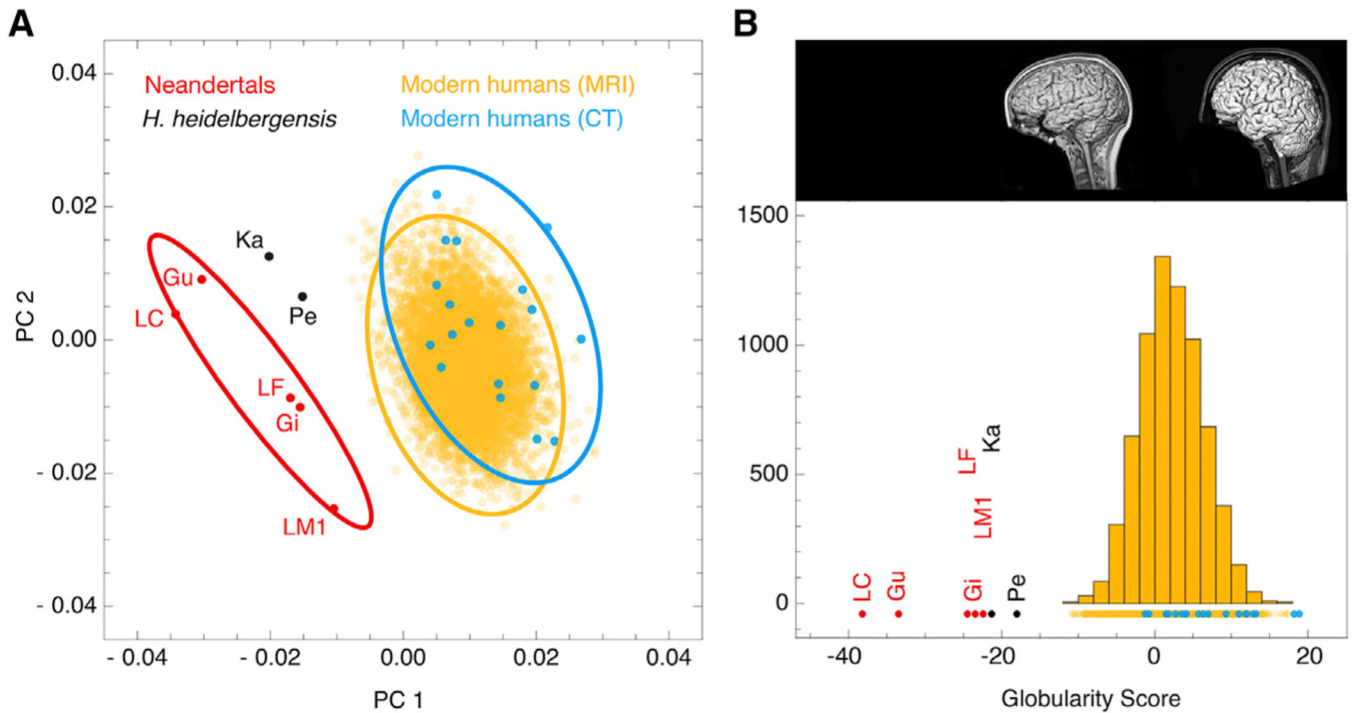 A
0.04
0.02
0.00
- 0.02
- 0.04
PC 2
Neandertals
H. heidelbergensis
Modern humans (MRI)
Modern humans (CT)
Ka
Pe
Gu
LC
LF
Gi
LM1
- 0.04
- 0.02
0.00
0.02
0.04
PC 1
B
1500
1000
500
0
LC
Gu
LF
Ka
LM1
Gi
Pe
-40
-20
0
20
Globularity Score